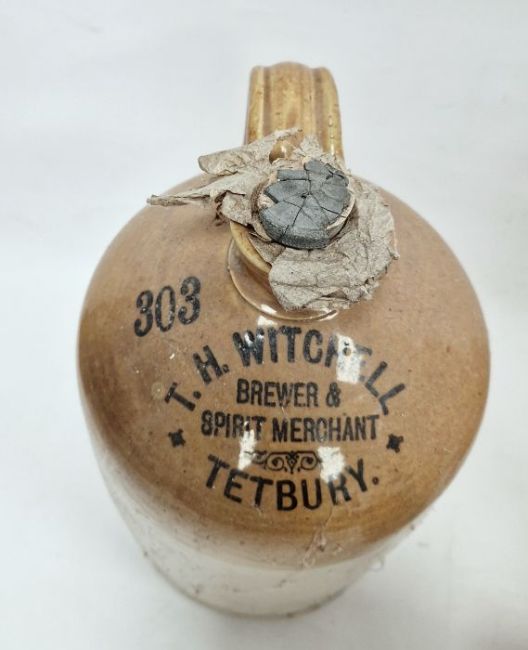 303
T. H. WITCHELL
BREWER &
SPIRIT MERCHANT
TETBURY.